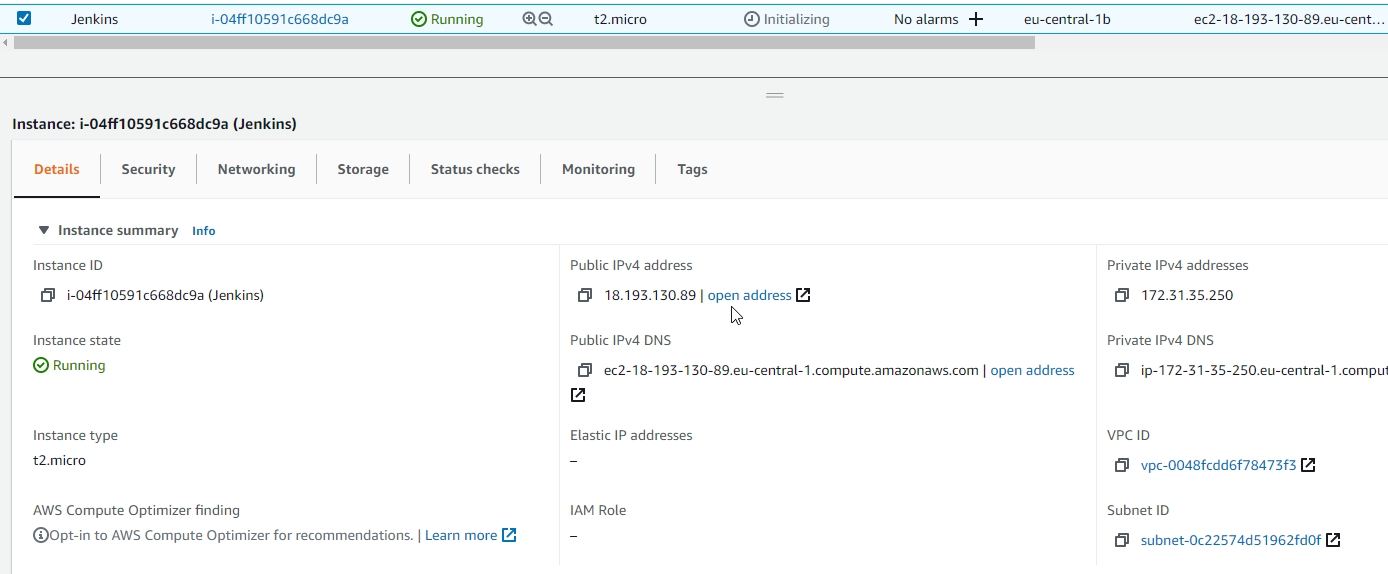 Jenkins i-04ff10591c668dc9a Running t2.micro Initializing No alarms + eu-central-1b ec2-18-193-130-89.eu-cent...
Instance: i-04ff10591c668dc9a (Jenkins)
Details Security Networking Storage Status checks Monitoring Tags
Instance summary Info
Instance ID Public IPv4 address Private IPv4 addresses
i-04ff10591c668dc9a (Jenkins) 18.193.130.89 | open address 172.31.35.250
Instance state Public IPv4 DNS Private IPv4 DNS
Running ec2-18-193-130-89.eu-central-1.compute.amazonaws.com | open address ip-172-31-35-250.eu-central-1.comput
Instance type Elastic IP addresses VPC ID
t2.micro – vpc-0048fcdd6f78473f3
AWS Compute Optimizer finding IAM Role Subnet ID
Opt-in to AWS Compute Optimizer for recommendations. | Learn more – subnet-0c22574d51962fd0f